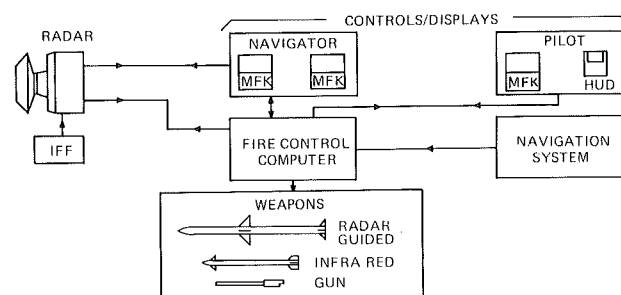 CONTROLS/DISPLAYS
RADAR
NAVIGATOR
MFK
MFK
PILOT
MFK
HUD
IFF
FIRE CONTROL
COMPUTER
NAVIGATION
SYSTEM
WEAPONS
RADAR
GUIDED
INFRA RED
GUN